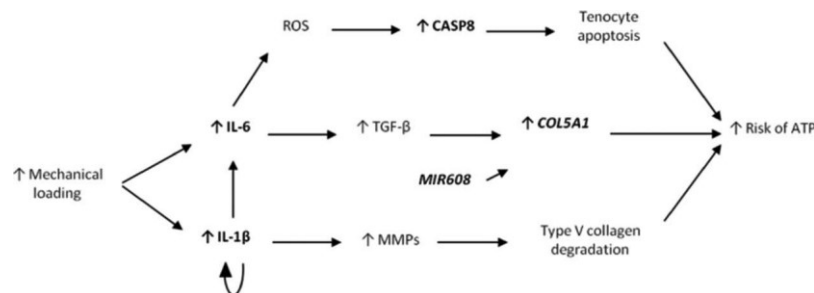 ROS
↑ CASP8
Tenocyte
apoptosis
↑ IL-6
↑ TGF-β
↑ COL5A1
↑ Risk of ATP
↑ Mechanical
loading
MIR608
↑ IL-1β
↑ MMPs
Type V collagen
degradation